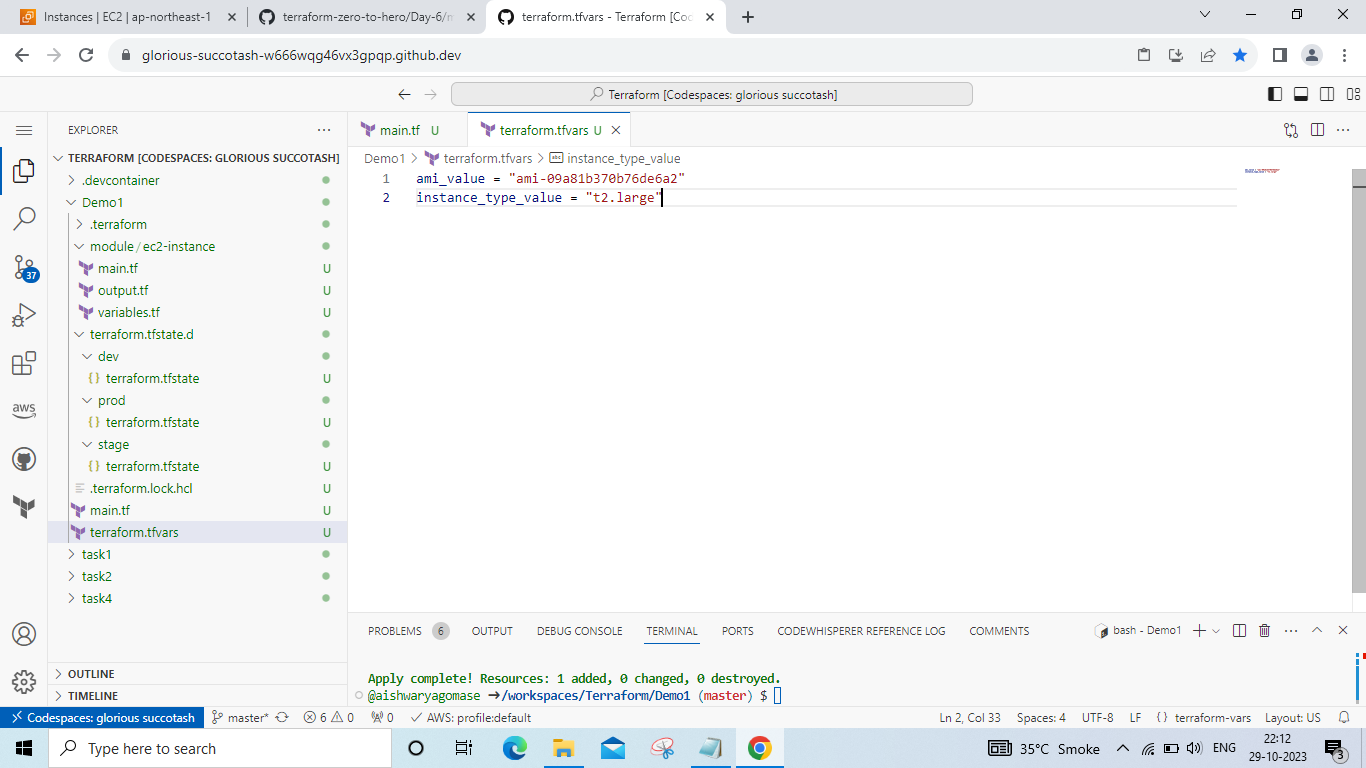 Instances | EC2 | ap-northeast-1
terraform-zero-to-hero/Day-6/m
terraform.tfvars - Terraform [Co
glorious-succotash-w666wqg46vx3gpqp.github.dev
Terraform [Codespaces: glorious succotash]
EXPLORER
TERRAFORM [CODESPACES: GLORIOUS SUCCOTASH]
.devcontainer
Demo1
.terraform
module / ec2-instance
main.tf U
output.tf U
variables.tf U
terraform.tfstate.d
dev
{} terraform.tfstate U
prod
{} terraform.tfstate U
stage
{} terraform.tfstate U
.terraform.lock.hcl U
main.tf U
terraform.tfvars U
task1
task2
task4
OUTLINE
TIMELINE
37
aws
main.tf U
terraform.tfvars U
Demo1 > terraform.tfvars > abc instance_type_value
1 ami_value = "ami-09a81b370b76de6a2"
2 instance_type_value = "t2.large"
PROBLEMS 6 OUTPUT DEBUG CONSOLE TERMINAL PORTS CODEWHISPERER REFERENCE LOG COMMENTS
bash - Demo1
Apply complete! Resources: 1 added, 0 changed, 0 destroyed.
@aishwaryagomase ➜/workspaces/Terraform/Demo1 (master) $
Codespaces: glorious succotash master* 6 0 0 AWS: profile:default
Ln 2, Col 33 Spaces: 4 UTF-8 LF {} terraform-vars Layout: US
Type here to search
35°C Smoke
ENG
22:12
29-10-2023
3